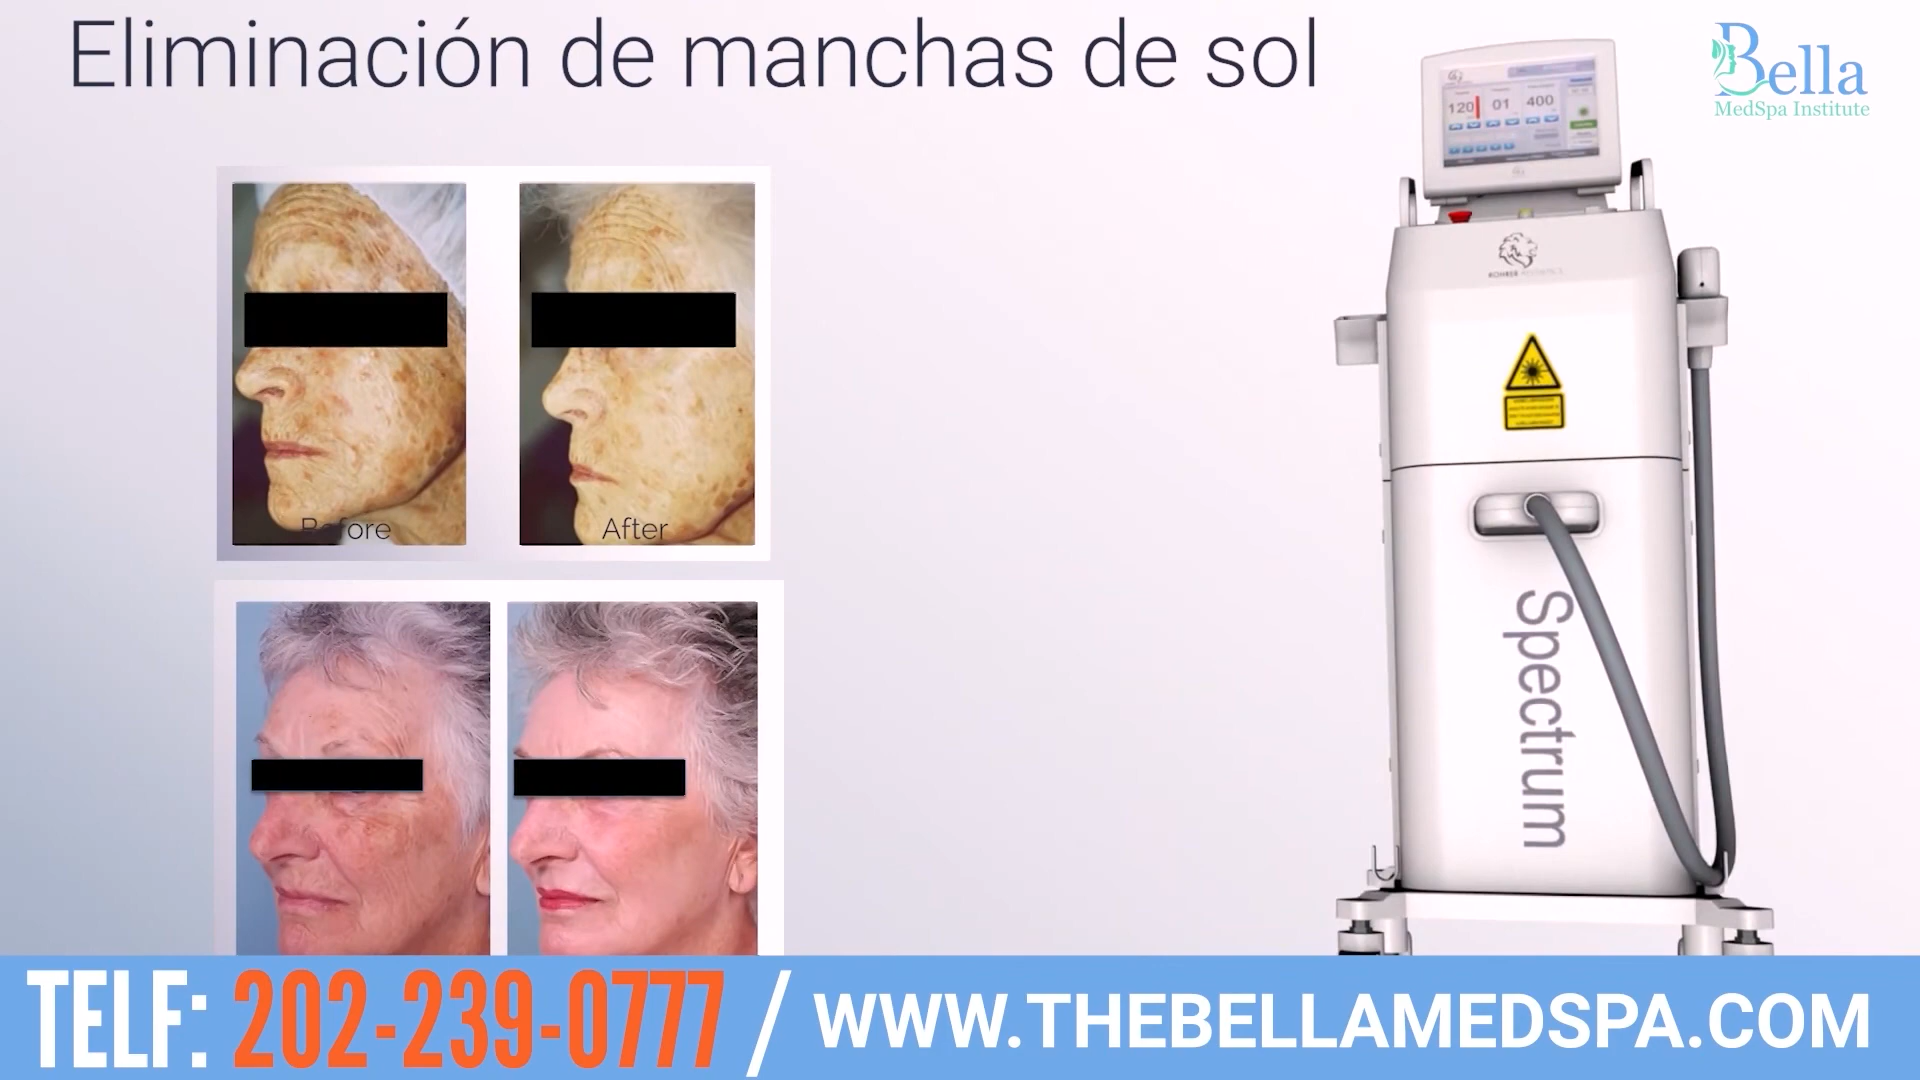 Eliminación de manchas de sol
Bella
MedSpa Institute
120 01 400
Before
After
Spectrum
TELF: 202-239-0777 / WWW.THEBELLAMEDSPA.COM